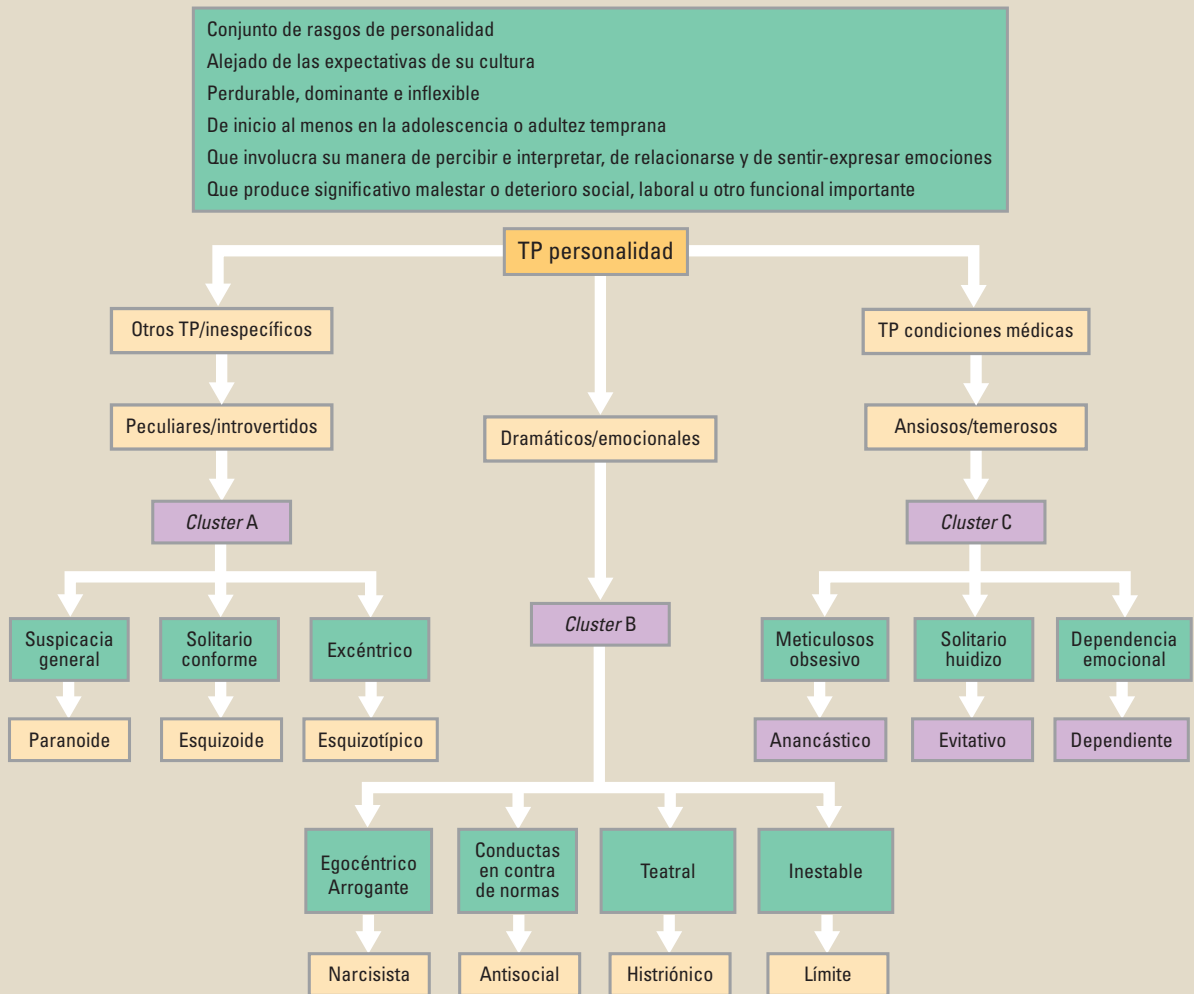 Conjunto de rasgos de personalidad
Alejado de las expectativas de su cultura
Perdurable, dominante e inflexible
De inicio al menos en la adolescencia o adultez temprana
Que involucra su manera de percibir e interpretar, de relacionarse y de sentir-expresar emociones
Que produce significativo malestar o deterioro social, laboral u otro funcional importante
TP personalidad
Otros TP/inespecíficos
TP condiciones médicas
Peculiares/introvertidos
Dramáticos/emocionales
Ansiosos/temerosos
Cluster A
Cluster B
Cluster C
Suspicacia
general
Solitario
conforme
Excéntrico
Meticulosos
obsesivo
Solitario
huidizo
Dependencia
emocional
Paranoide
Esquizoide
Esquizotípico
Anancástico
Evitativo
Dependiente
Egocéntrico
Arrogante
Conductas
en contra
de normas
Teatral
Inestable
Narcisista
Antisocial
Histriónico
Límite